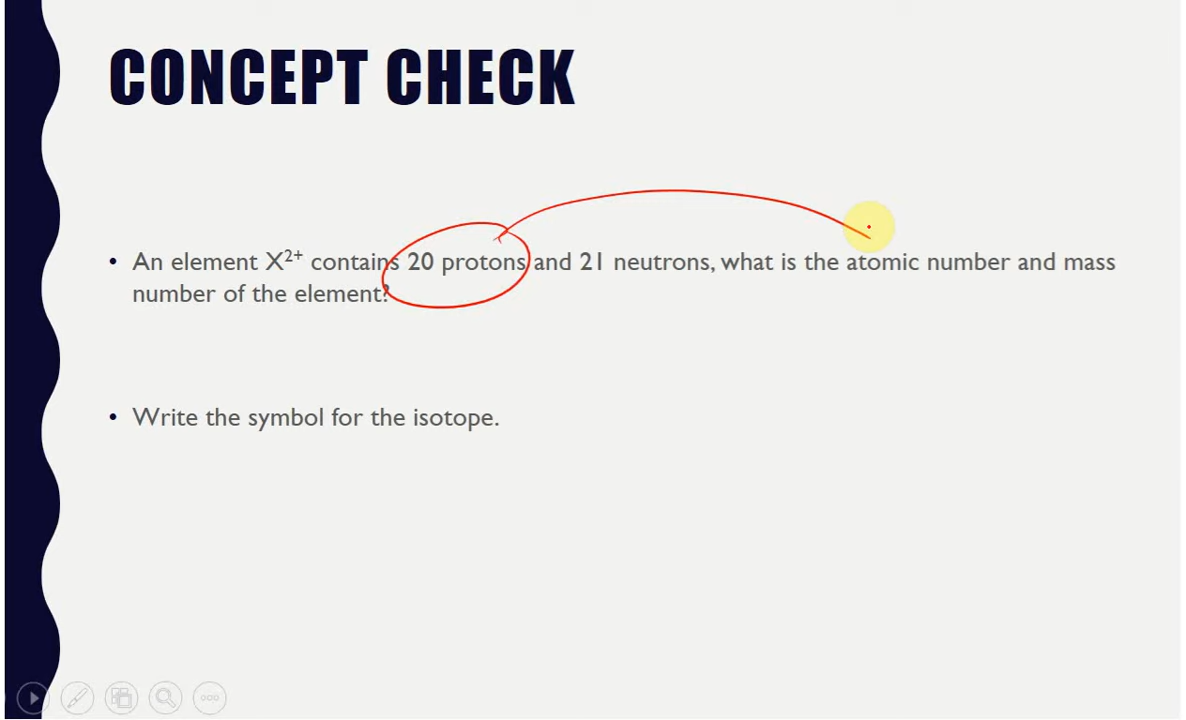 CONCEPT CHECK
• An element X²⁺ contains 20 protons and 21 neutrons, what is the atomic number and mass
number of the element?
• Write the symbol for the isotope.